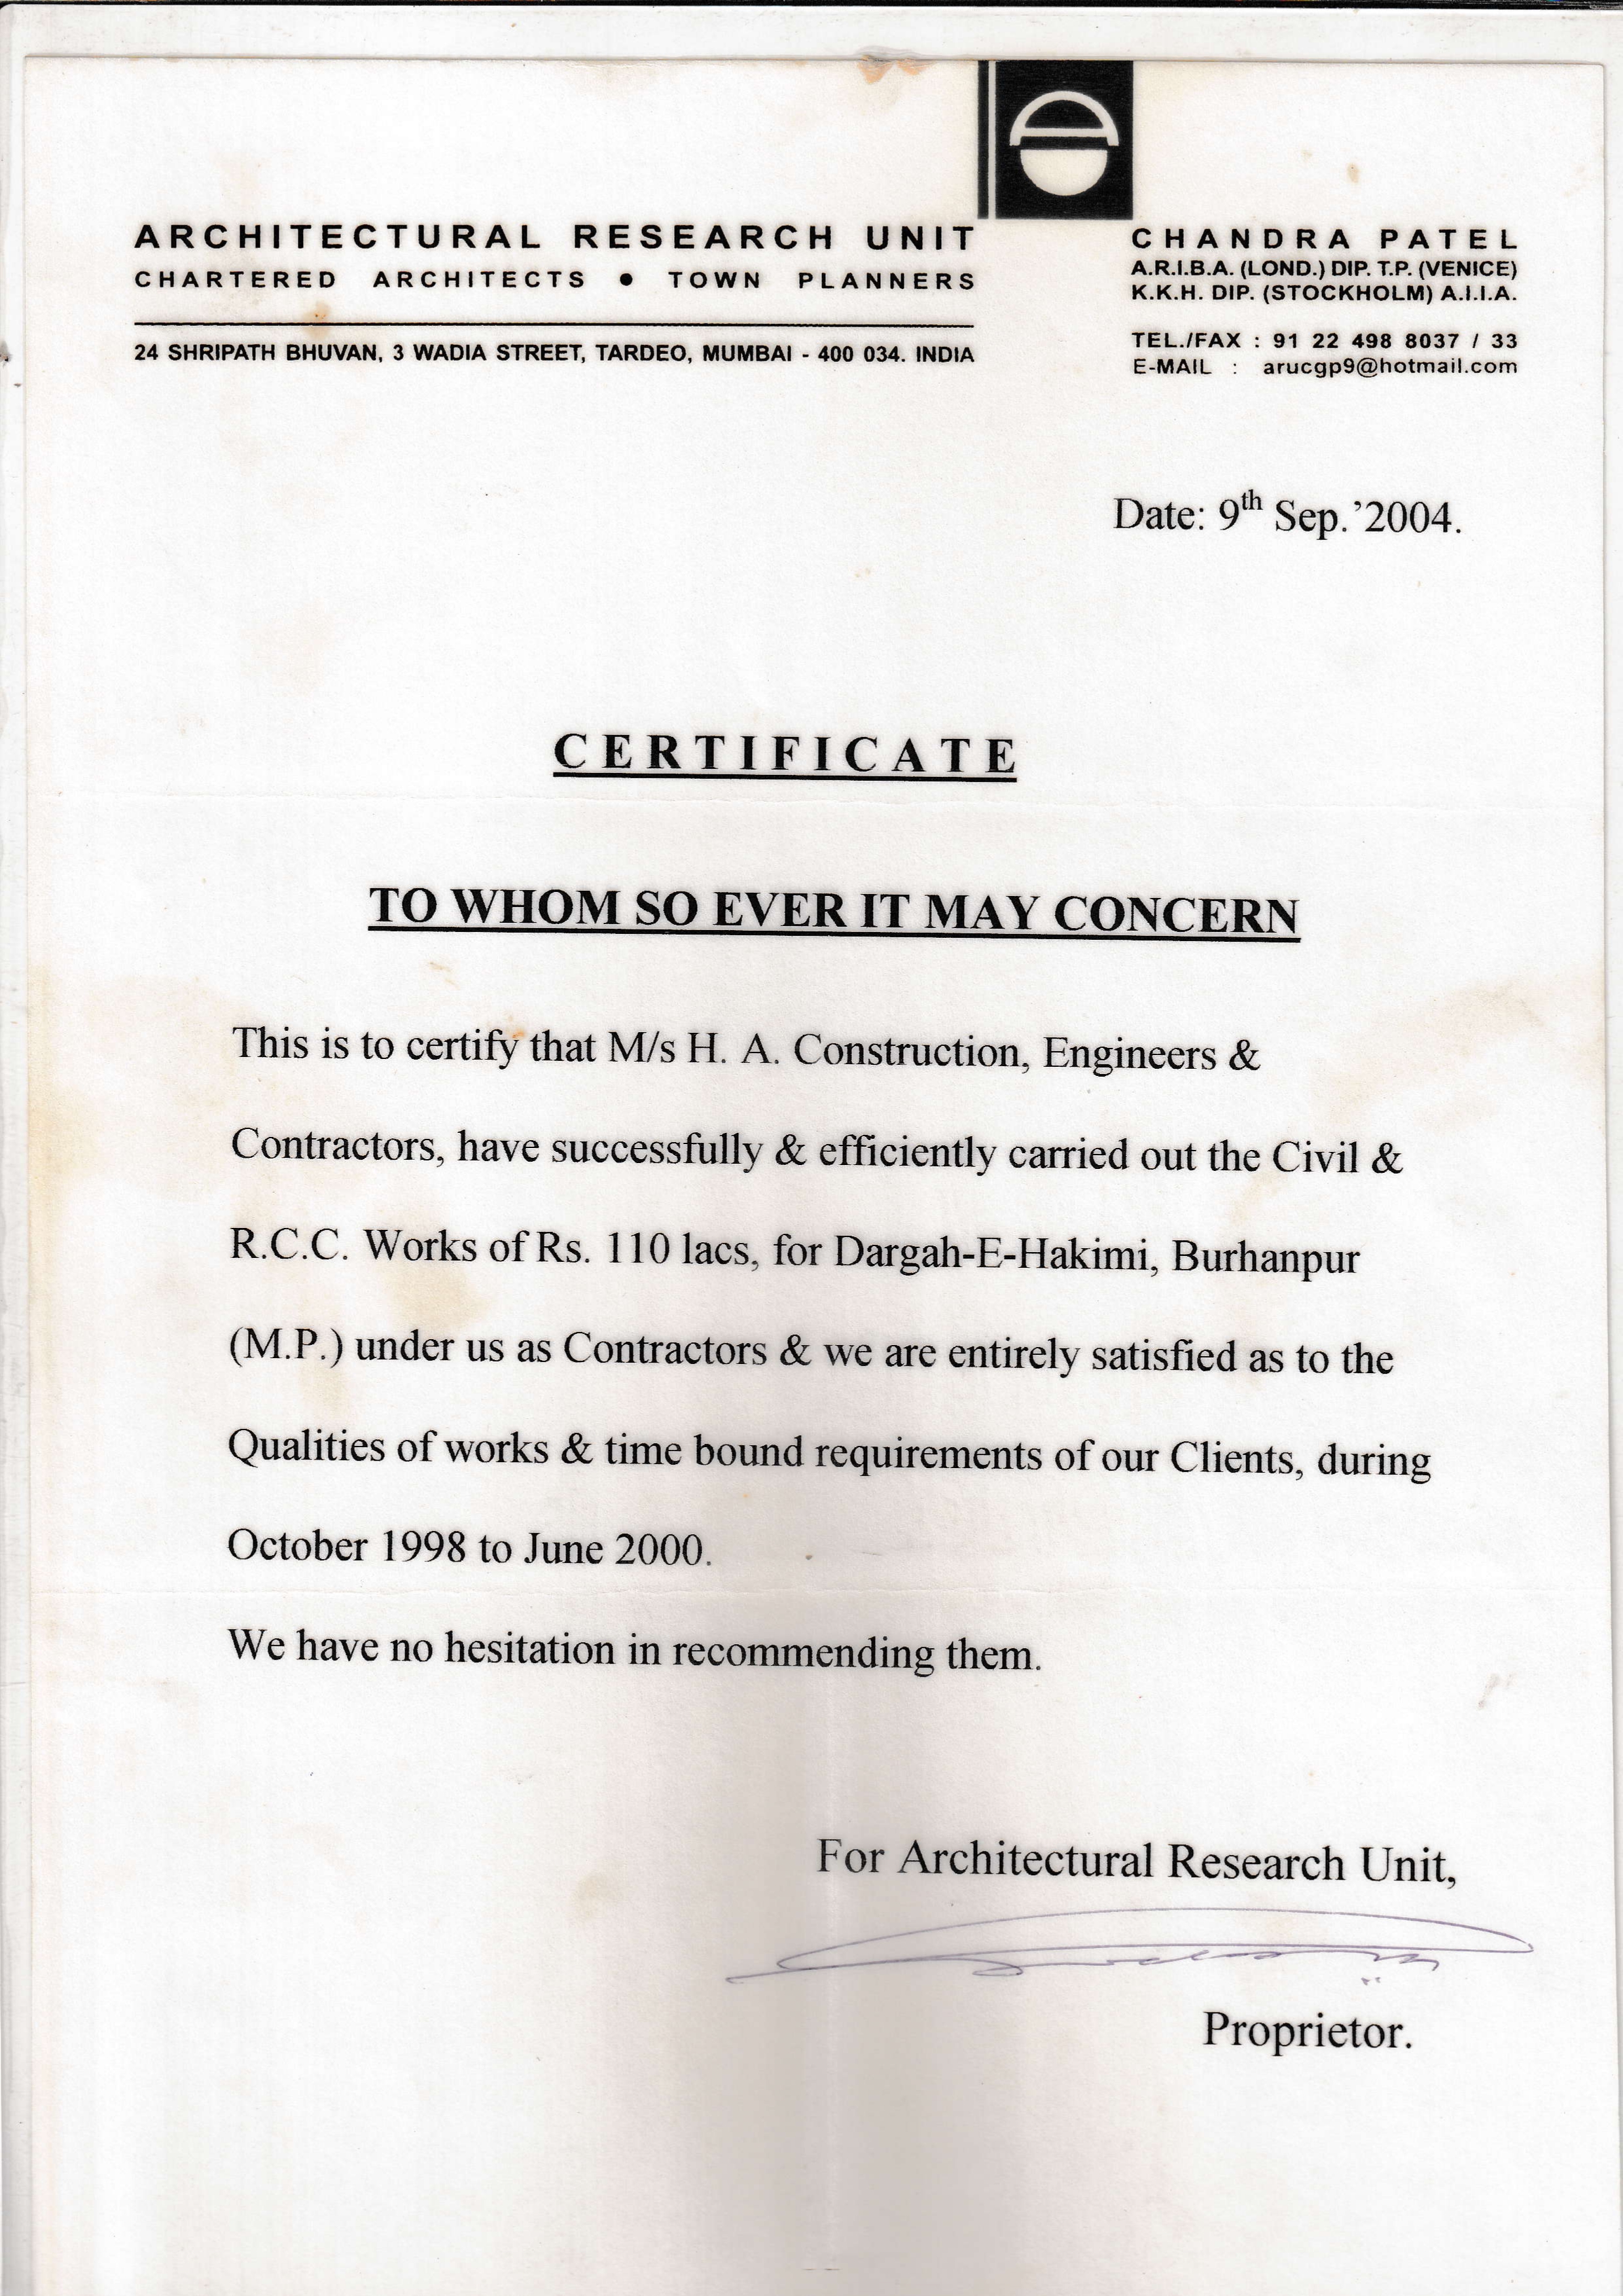 ARCHITECTURAL RESEARCH UNIT
CHARTERED ARCHITECTS • TOWN PLANNERS
24 SHRIPATH BHUVAN, 3 WADIA STREET, TARDEO, MUMBAI - 400 034. INDIA
CHANDRA PATEL
A.R.I.B.A. (LOND.) DIP. T.P. (VENICE)
K.K.H. DIP. (STOCKHOLM) A.I.I.A.
TEL./FAX : 91 22 498 8037 / 33
E-MAIL : arucgp9@hotmail.com
Date: 9th Sep.'2004.
CERTIFICATE
TO WHOM SO EVER IT MAY CONCERN
This is to certify that M/s H. A. Construction, Engineers &
Contractors, have successfully & efficiently carried out the Civil &
R.C.C. Works of Rs. 110 lacs, for Dargah-E-Hakimi, Burhanpur
(M.P.) under us as Contractors & we are entirely satisfied as to the
Qualities of works & time bound requirements of our Clients, during
October 1998 to June 2000.
We have no hesitation in recommending them.
For Architectural Research Unit,
Proprietor.